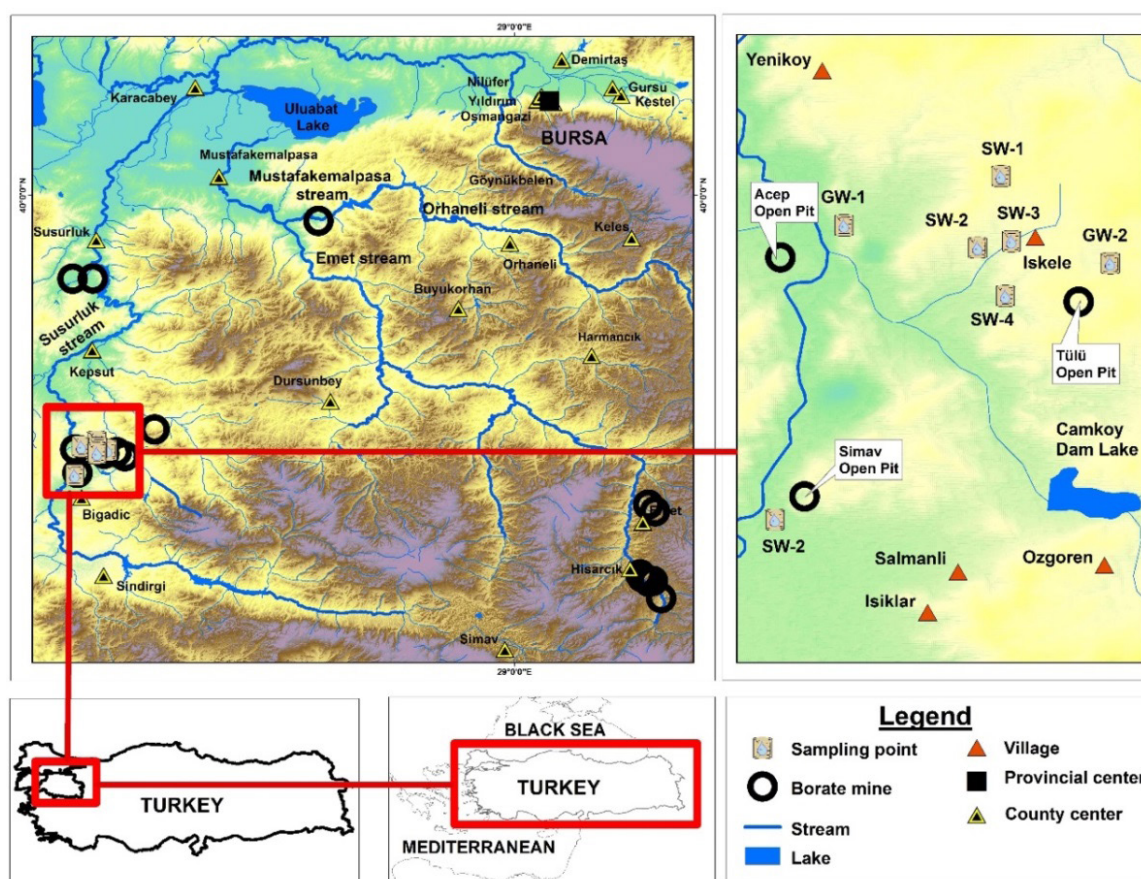 29°0'0"E
Demirtaş
Nilüfer
Gursu
Karacabey
Yıldırım
Kestel
Osmangazi
Uluabat
Lake
BURSA
Mustafakemalpasa
Mustafakemalpasa
stream
Göynükbelen
40°0'0"N
40°0'0"N
Orhaneli stream
Susurluk
Keles
Emet stream
Orhaneli
Buyukorhan
Susurluk
stream
Harmancık
Kepsut
Dursunbey
Bigadic
Hisarcık
Sindirgi
Simav
29°0'0"E
Yenikoy
SW-1
Acep
Open Pit
GW-1
SW-2
SW-3
GW-2
Iskele
SW-4
Tülü
Open Pit
Camkoy
Dam Lake
Simav
Open Pit
SW-2
Salmanli
Ozgoren
Isiklar
TURKEY
BLACK SEA
TURKEY
MEDITERRANEAN
Legend
Sampling point
Village
Borate mine
Provincial center
Stream
County center
Lake